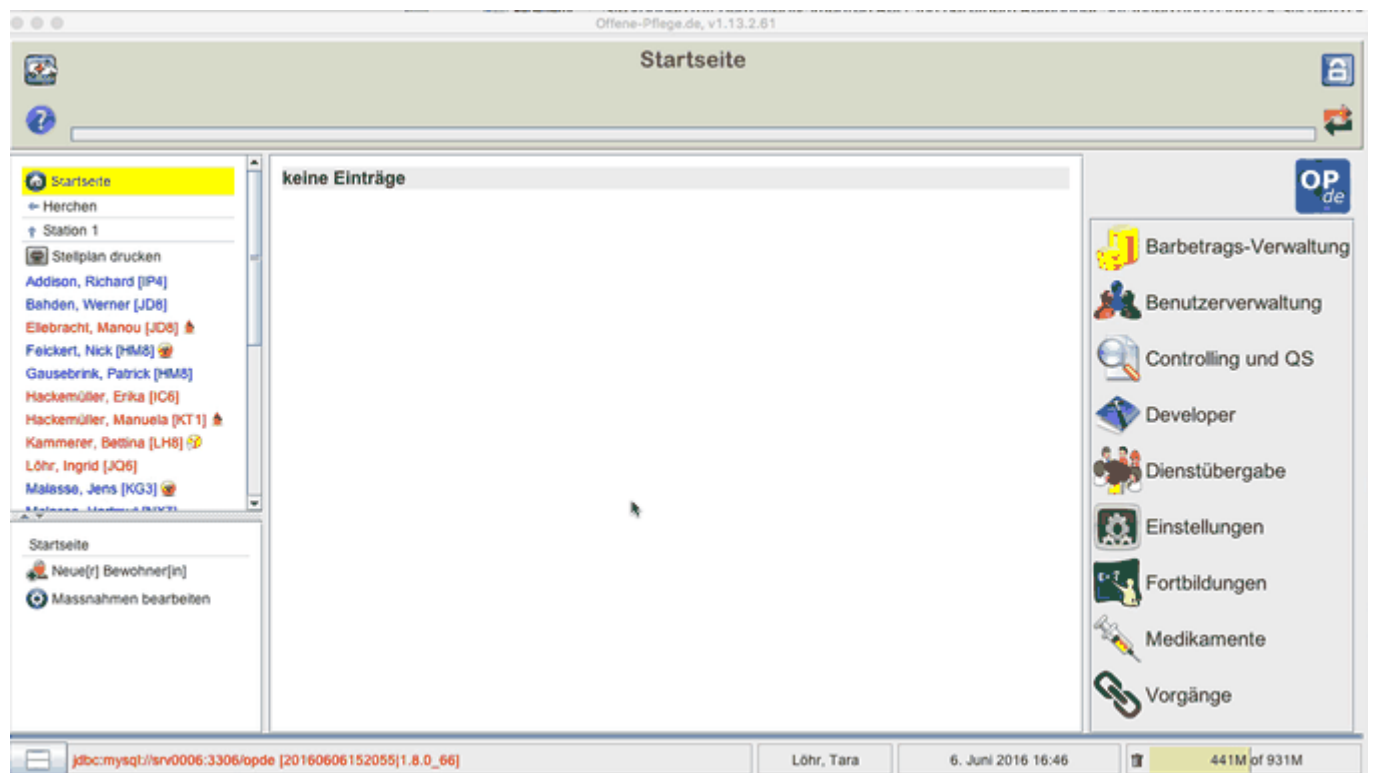 Offene-Pflege.de, v1.13.2.61
Startseite
Startseite
Herchen
Station 1
Stellplan drucken
Addison, Richard [IP4]
Bahden, Werner [JD8]
Ellebracht, Manou [JD8]
Feickert, Nick [HM8]
Gausebrink, Patrick [HM8]
Hackemüller, Erika [IC6]
Hackemüller, Manuela [KT1]
Kammerer, Bettina [LH8]
Löhr, Ingrid [JQ6]
Malasse, Jens [KG3]
Startseite
Neue[r] Bewohner[in]
Massnahmen bearbeiten
keine Einträge
OP
de
Barbetrags-Verwaltung
Benutzerverwaltung
Controlling und QS
Developer
Dienstübergabe
Einstellungen
Fortbildungen
Medikamente
Vorgänge
jdbc:mysql://srv0006:3306/opde [20160606152055|1.8.0_66]
Löhr, Tara
6. Juni 2016 16:46
441M of 931M